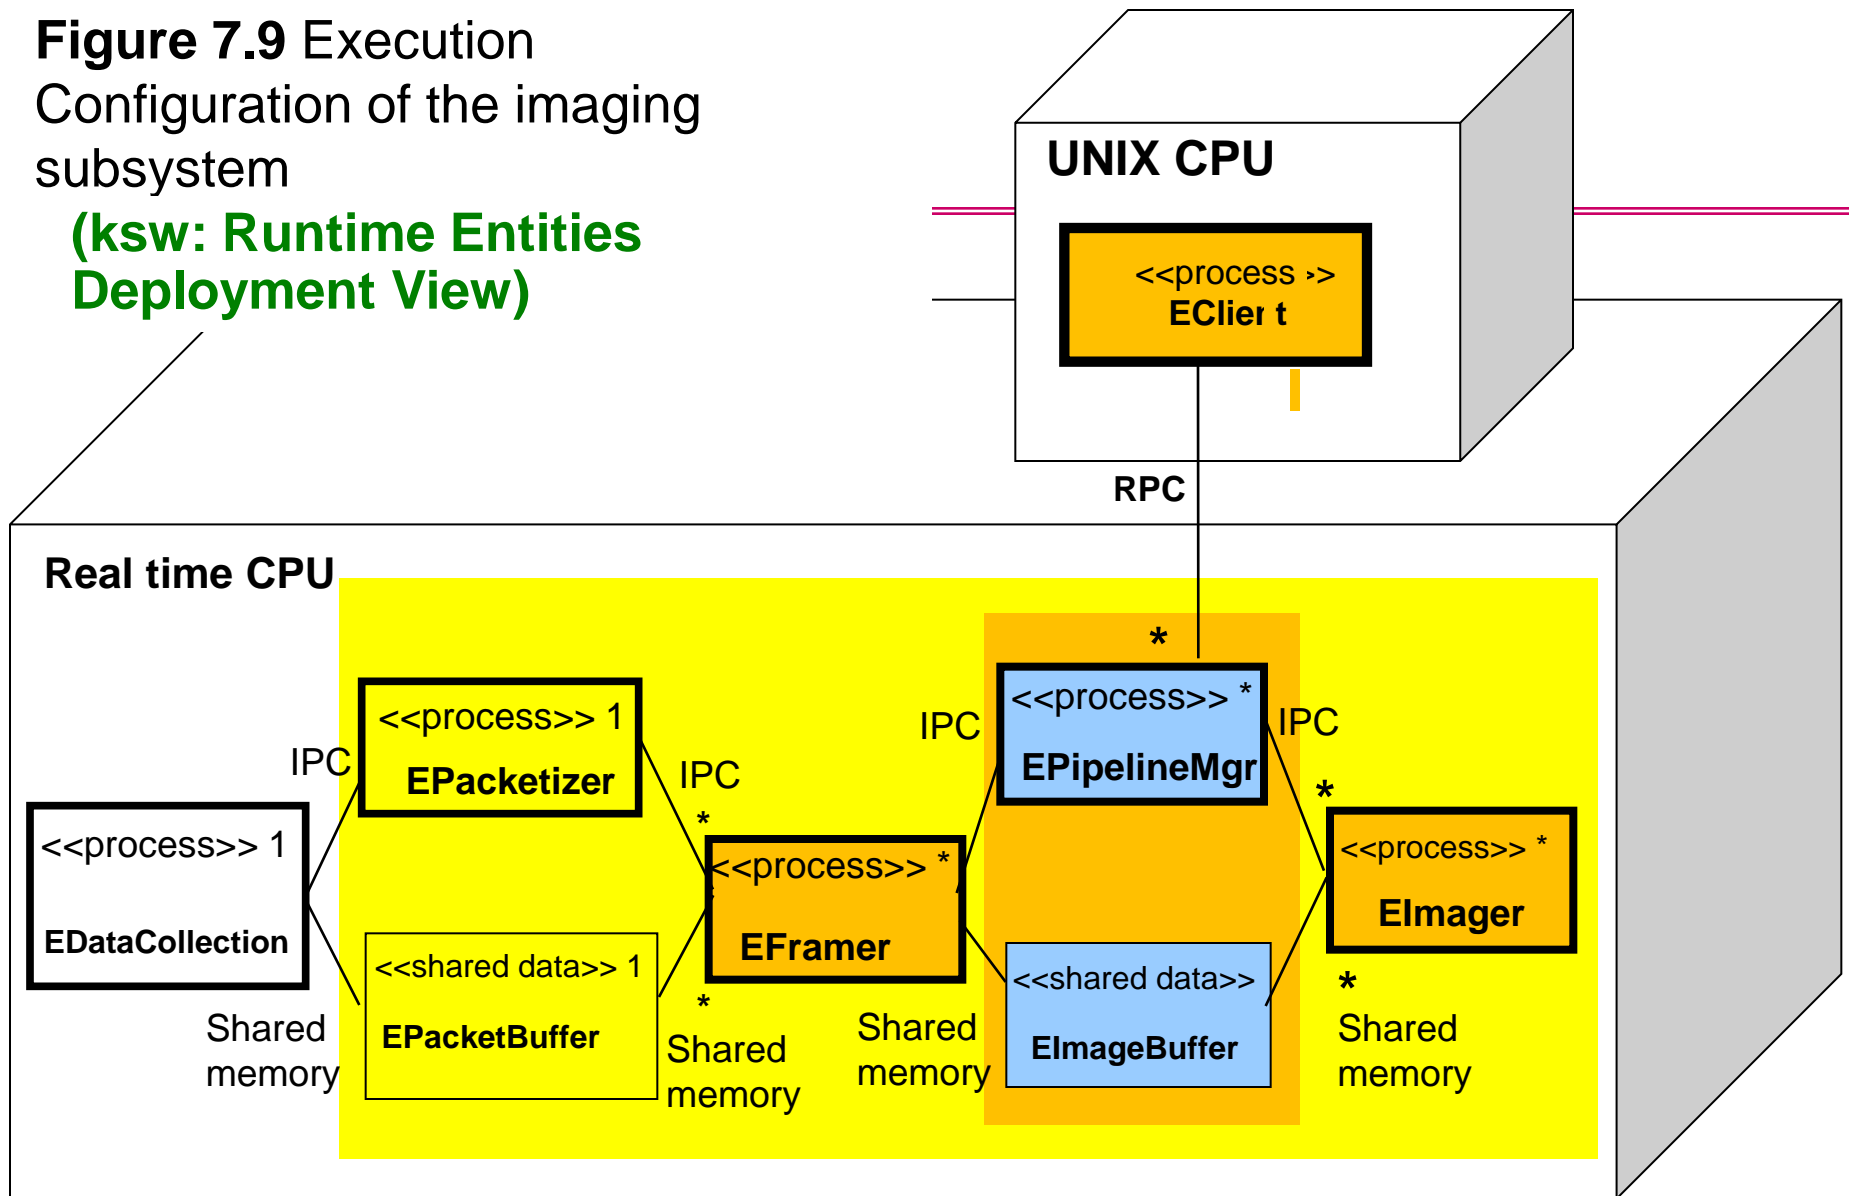 Figure 7.9 Execution
Configuration of the imaging
subsystem
(ksw: Runtime Entities
Deployment View)
UNIX CPU
<<process >>
EClient
RPC
Real time CPU
*
<<process>> 1
EPacketizer
IPC
IPC
*
<<process>> *
EPipelineMgr
IPC
IPC
*
<<process>> 1
EDataCollection
<<process>> *
EFramer
<<process>> *
EImager
<<shared data>> 1
EPacketBuffer
*
<<shared data>>
EImageBuffer
*
Shared
memory
Shared
memory
Shared
memory
Shared
memory